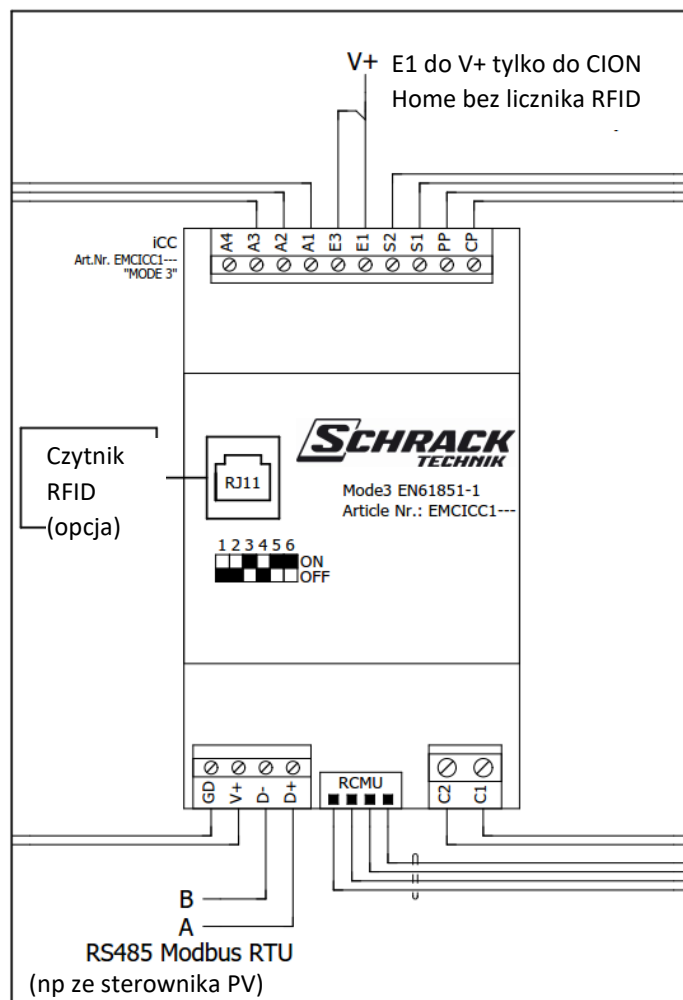 V+ E1 do V+ tylko do CION
Home bez licznika RFID
iCC
Art.Nr. EMCICC1---
"MODE 3"
A4 A3 A2 A1 E3 E1 S2 S1 PP CP
SCHRACK
TECHNIK
Czytnik
RFID
(opcja)
RJ11
Mode3 EN61851-1
Article Nr.: EMCICC1---
1 2 3 4 5 6
ON
OFF
GD V+ D- D+
RCMU
C2 C1
B
A
RS485 Modbus RTU
(np ze sterownika PV)